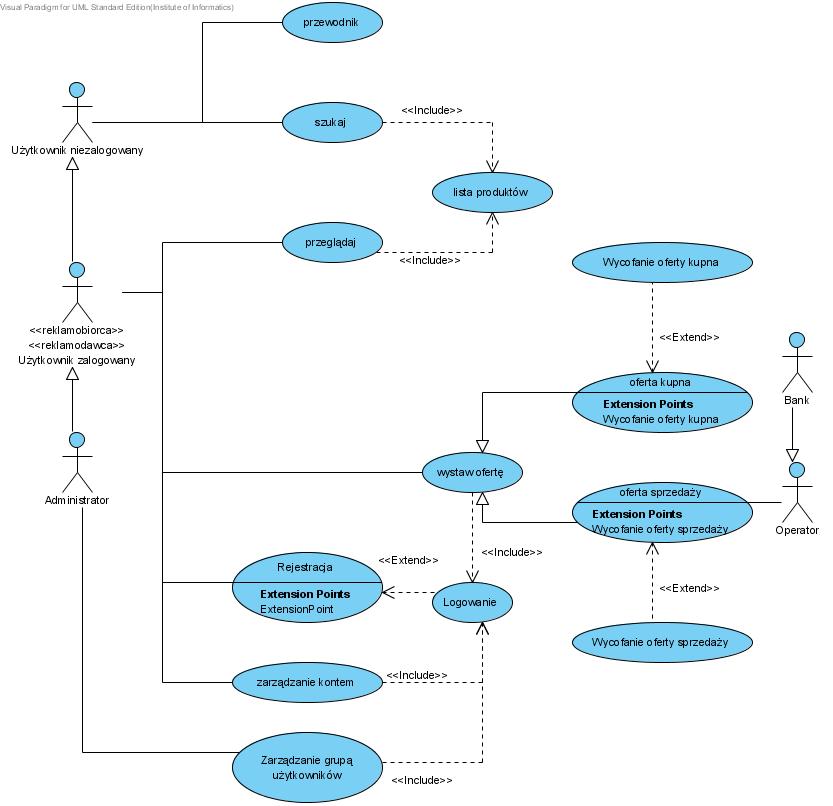 Visual Paradigm for UML Standard Edition(Institute of Informatics)
przewodnik
szukaj
<<Include>>
Użytkownik niezalogowany
lista produktów
przeglądaj
<<Include>>
Wycofanie oferty kupna
<<reklamobiorca>>
<<reklamodawca>>
Użytkownik zalogowany
<<Extend>>
oferta kupna
Extension Points
Wycofanie oferty kupna
Bank
wystaw ofertę
Administrator
oferta sprzedaży
Extension Points
Wycofanie oferty sprzedaży
Operator
<<Include>>
<<Extend>>
Rejestracja
Extension Points
ExtensionPoint
Logowanie
<<Extend>>
Wycofanie oferty sprzedaży
zarządzanie kontem
<<Include>>
Zarządzanie grupą
użytkowników
<<Include>>